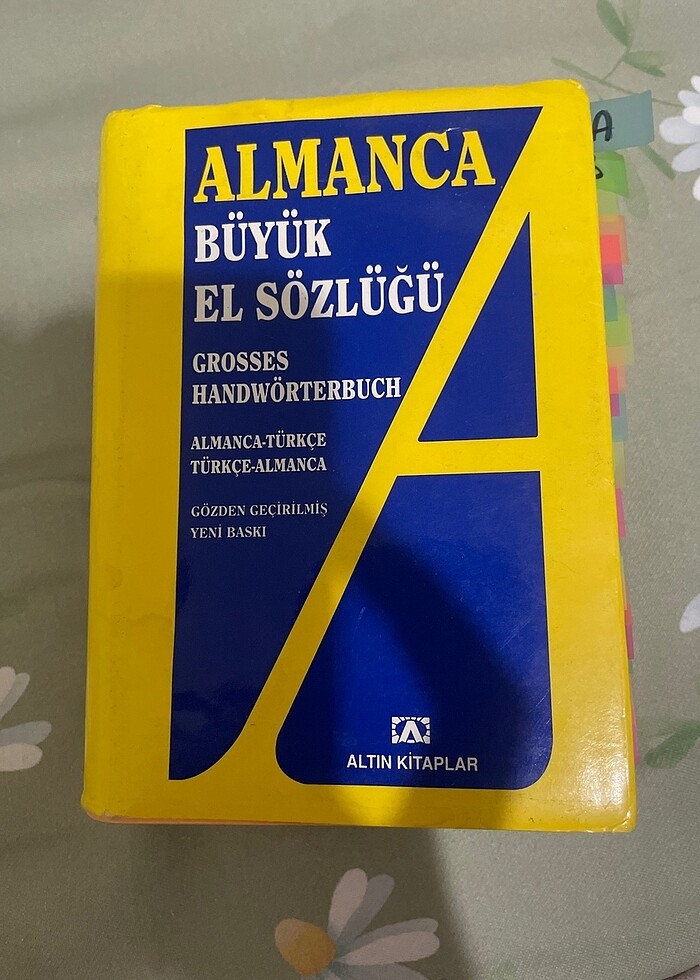 ALMANCA
BÜYÜK
EL SÖZLÜĞÜ
GROSSES
HANDWÖRTERBUCH
ALMANCA-TÜRKÇE
TÜRKÇE-ALMANCA
GÖZDEN GEÇİRİLMİŞ
YENİ BASKI
ALTIN KİTAPLAR
A